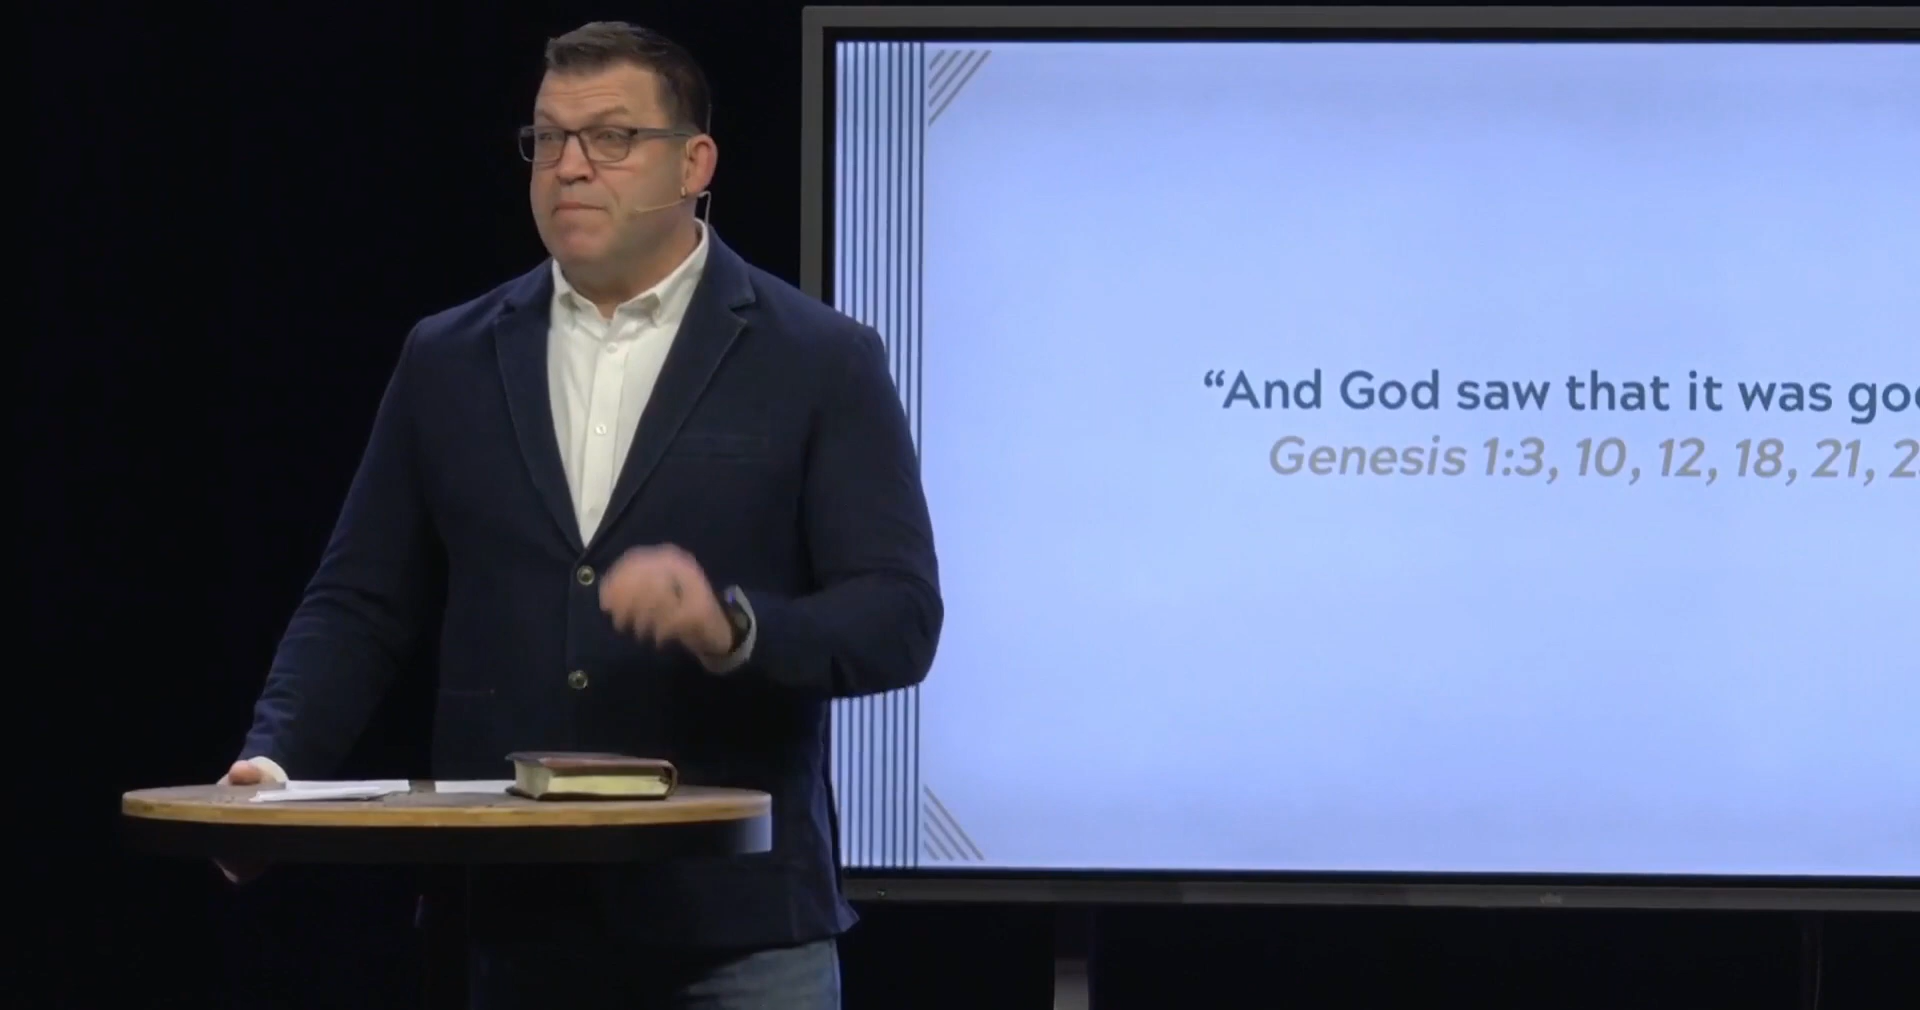 “And God saw that it was goo
Genesis 1:3, 10, 12, 18, 21, 2